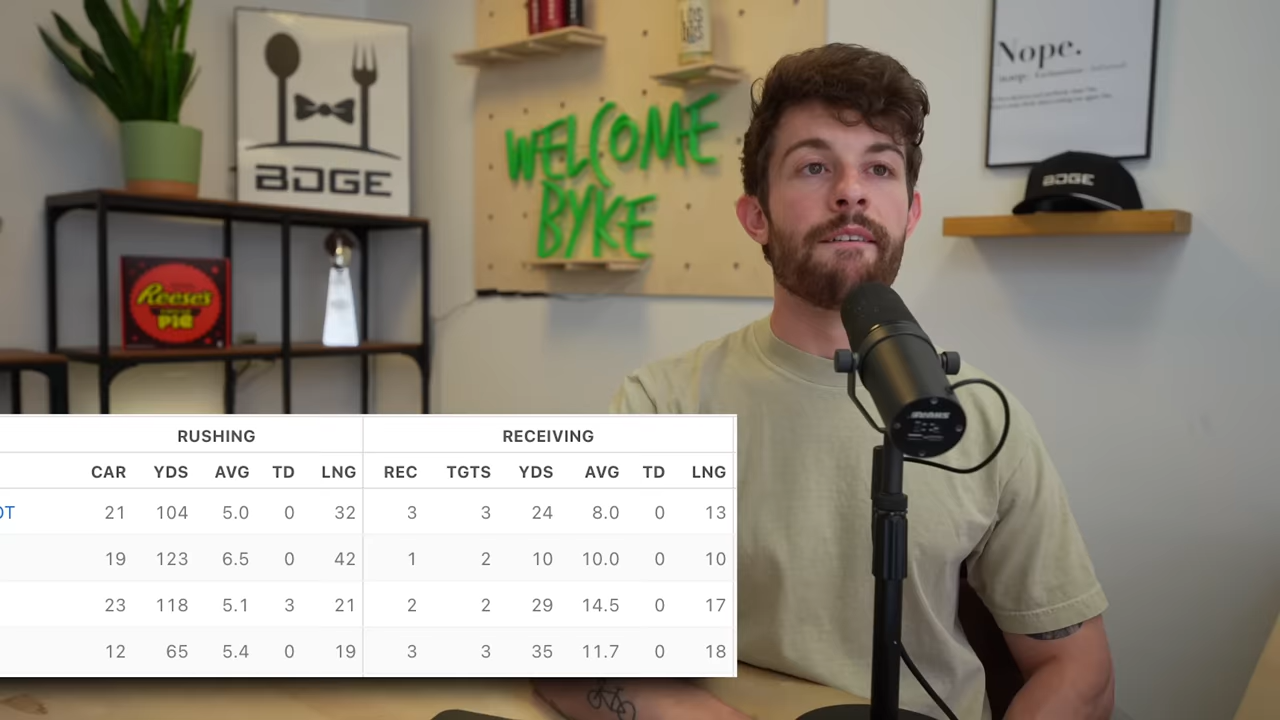 BDGE
WELCOME
BYKE
Nope.
BDGE
Reese's
PIE
RUSHING RECEIVING
CAR YDS AVG TD LNG REC TGTS YDS AVG TD LNG
OT 21 104 5.0 0 32 3 3 24 8.0 0 13
19 123 6.5 0 42 1 2 10 10.0 0 10
23 118 5.1 3 21 2 2 29 14.5 0 17
12 65 5.4 0 19 3 3 35 11.7 0 18